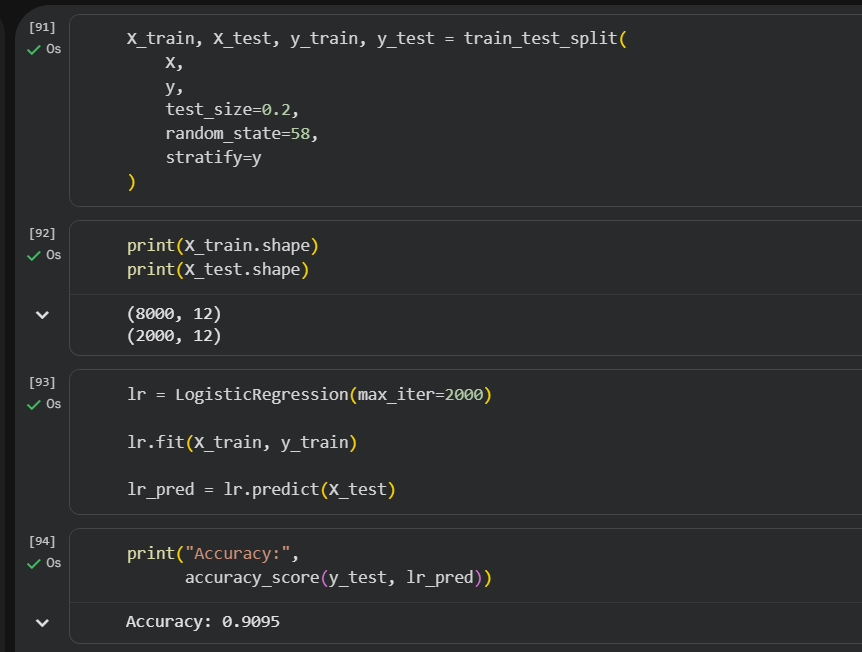 [91]
0s
X_train, X_test, y_train, y_test = train_test_split(
    X,
    y,
    test_size=0.2,
    random_state=58,
    stratify=y
)
[92]
0s
print(X_train.shape)
print(X_test.shape)
(8000, 12)
(2000, 12)
[93]
0s
lr = LogisticRegression(max_iter=2000)
lr.fit(X_train, y_train)
lr_pred = lr.predict(X_test)
[94]
0s
print("Accuracy:",
      accuracy_score(y_test, lr_pred))
Accuracy: 0.9095